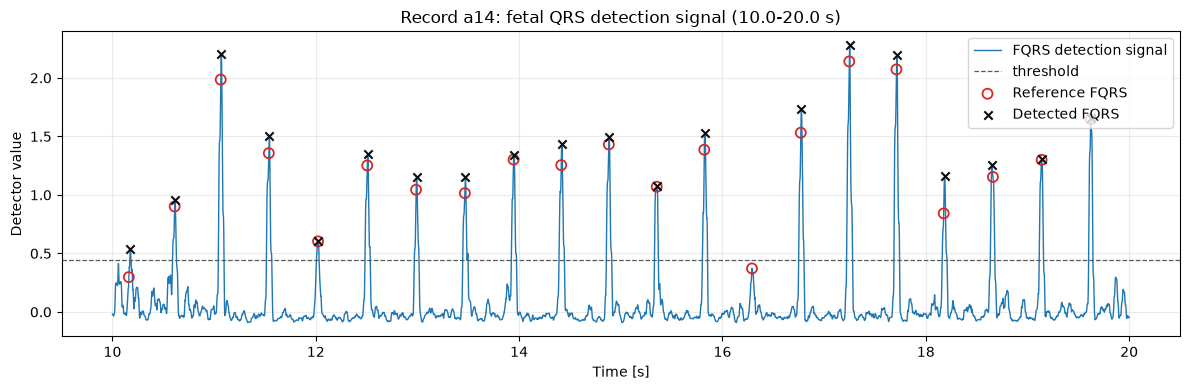 Record a14: fetal QRS detection signal (10.0-20.0 s)
FQRS detection signal
threshold
Reference FQRS
Detected FQRS
Detector value
2.0
1.5
1.0
0.5
0.0
10
12
14
16
18
20
Time [s]